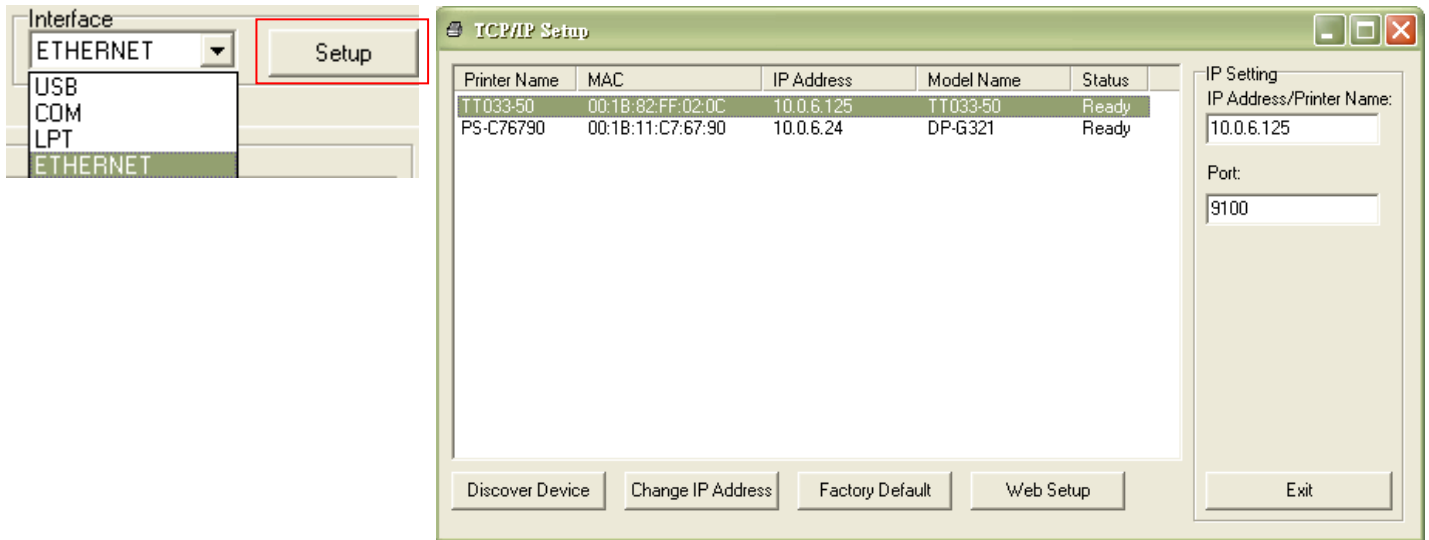 Interface
ETHERNET
Setup
USB
COM
LPT
ETHERNET
TCP/IP Setup
Printer Name MAC IP Address Model Name Status
TT033-50 00:1B:82:FF:02:0C 10.0.6.125 TT033-50 Ready
PS-C76790 00:1B:11:C7:67:90 10.0.6.24 DP-G321 Ready
IP Setting
IP Address/Printer Name:
10.0.6.125
Port:
9100
Discover Device Change IP Address Factory Default Web Setup Exit